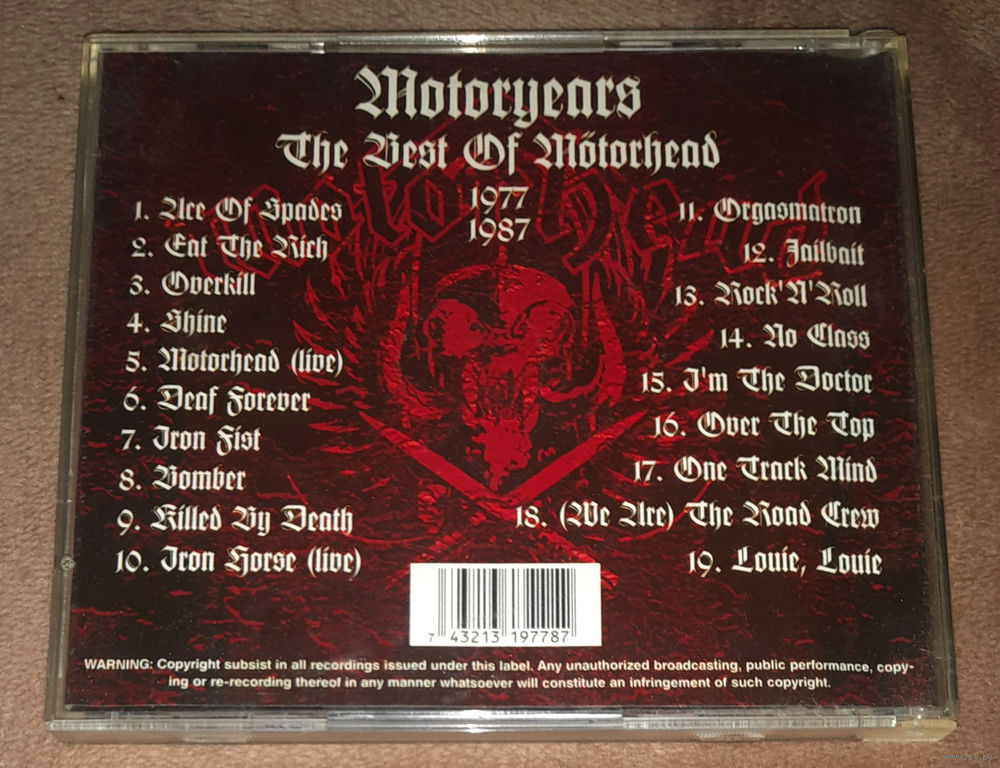 Motoryears
The Best Of Mötorhead
1977
1987
1. Ace Of Spades
2. Eat The Rich
3. Overkill
4. Shine
5. Motorhead (live)
6. Deaf Forever
7. Iron Fist
8. Bomber
9. Killed By Death
10. Iron Horse (live)
11. Orgasmatron
12. Jailbait
13. Rock'N'Roll
14. No Class
15. I'm The Doctor
16. Over The Top
17. One Track Mind
18. (We Are) The Road Crew
19. Louie, Louie
Motörhead
7 43213 197787
WARNING: Copyright subsist in all recordings issued under this label. Any unauthorized broadcasting, public performance, copy-
ing or re-recording thereof in any manner whatsoever will constitute an infringement of such copyright.